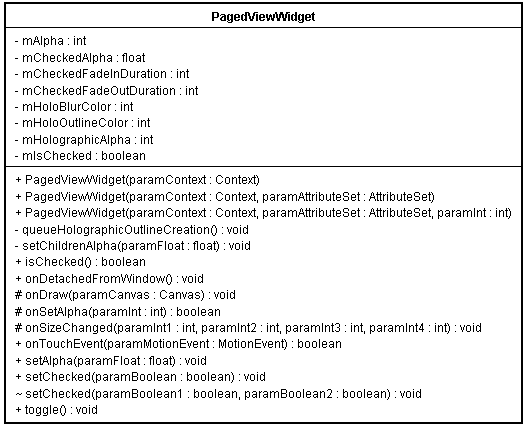 PagedViewWidget
- mAlpha : int
- mCheckedAlpha : float
- mCheckedFadeInDuration : int
- mCheckedFadeOutDuration : int
- mHoloBlurColor : int
- mHoloOutlineColor : int
- mHolographicAlpha : int
- mIsChecked : boolean
+ PagedViewWidget(paramContext : Context)
+ PagedViewWidget(paramContext : Context, paramAttributeSet : AttributeSet)
+ PagedViewWidget(paramContext : Context, paramAttributeSet : AttributeSet, paramInt : int)
- queueHolographicOutlineCreation() : void
- setChildrenAlpha(paramFloat : float) : void
+ isChecked() : boolean
+ onDetachedFromWindow() : void
# onDraw(paramCanvas : Canvas) : void
# onSetAlpha(paramInt : int) : boolean
# onSizeChanged(paramInt1 : int, paramInt2 : int, paramInt3 : int, paramInt4 : int) : void
+ onTouchEvent(paramMotionEvent : MotionEvent) : boolean
+ setAlpha(paramFloat : float) : void
+ setChecked(paramBoolean : boolean) : void
~ setChecked(paramBoolean1 : boolean, paramBoolean2 : boolean) : void
+ toggle() : void